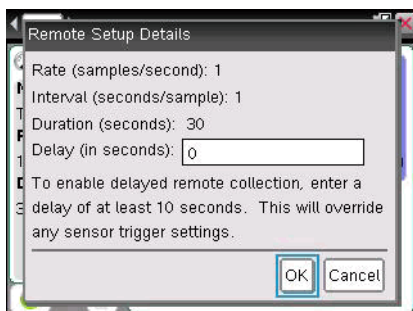 Remote Setup Details
Rate (samples/second): 1
Interval (seconds/sample): 1
Duration (seconds): 30
Delay (in seconds): 0
To enable delayed remote collection, enter a
delay of at least 10 seconds. This will override
any sensor trigger settings.
OK Cancel